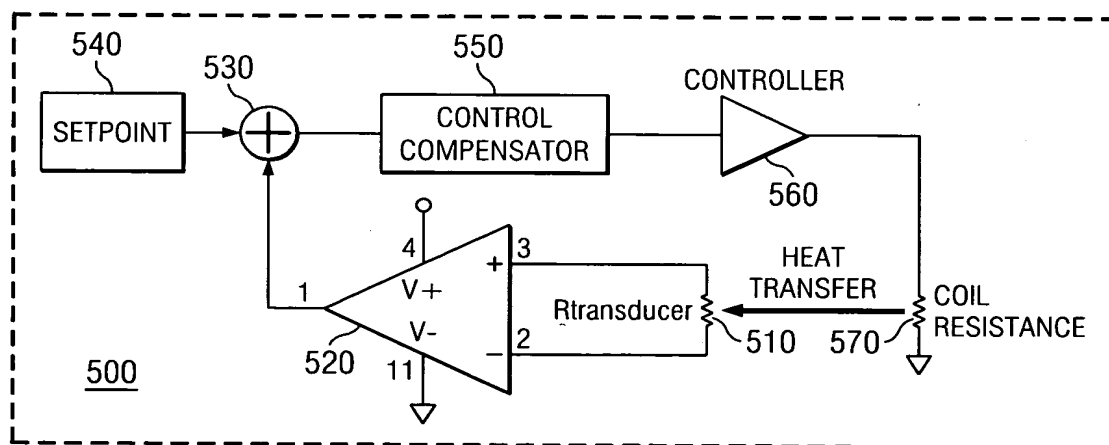 540
530
550
CONTROLLER
SETPOINT
+
CONTROL
COMPENSATOR
560
4
3
HEAT
TRANSFER
1
V+
+
Rtransducer
COIL
RESISTANCE
V-
510
570
520
11
−
2
500